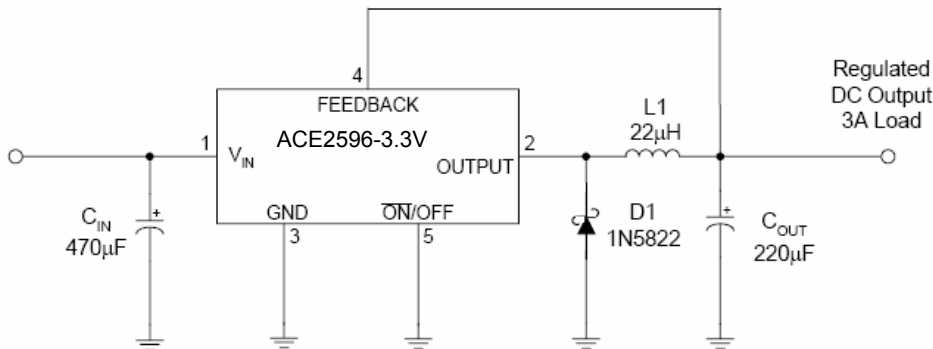 4
FEEDBACK
ACE2596-3.3V
1
V_IN
2
OUTPUT
GND
ON/OFF
3
5
C_IN
+
470μF
L1
22μH
D1
1N5822
+
C_OUT
220μF
Regulated
DC Output
3A Load